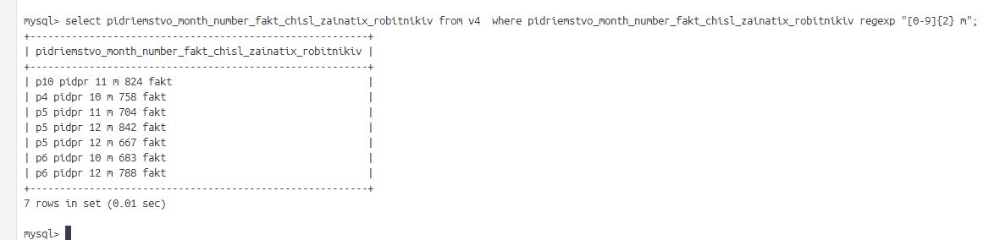 mysql> select pidriemstvo_month_number_fakt_chisl_zainatix_robitnikiv from v4  where pidriemstvo_month_number_fakt_chisl_zainatix_robitnikiv regexp "[0-9]{2} m";
+---------------------------------------------------------+
| pidriemstvo_month_number_fakt_chisl_zainatix_robitnikiv |
+---------------------------------------------------------+
| p10 pidpr 11 m 824 fakt                                 |
| p4 pidpr 10 m 758 fakt                                  |
| p5 pidpr 11 m 704 fakt                                  |
| p5 pidpr 12 m 842 fakt                                  |
| p5 pidpr 12 m 667 fakt                                  |
| p6 pidpr 10 m 683 fakt                                  |
| p6 pidpr 12 m 788 fakt                                  |
+---------------------------------------------------------+
7 rows in set (0.01 sec)
mysql>